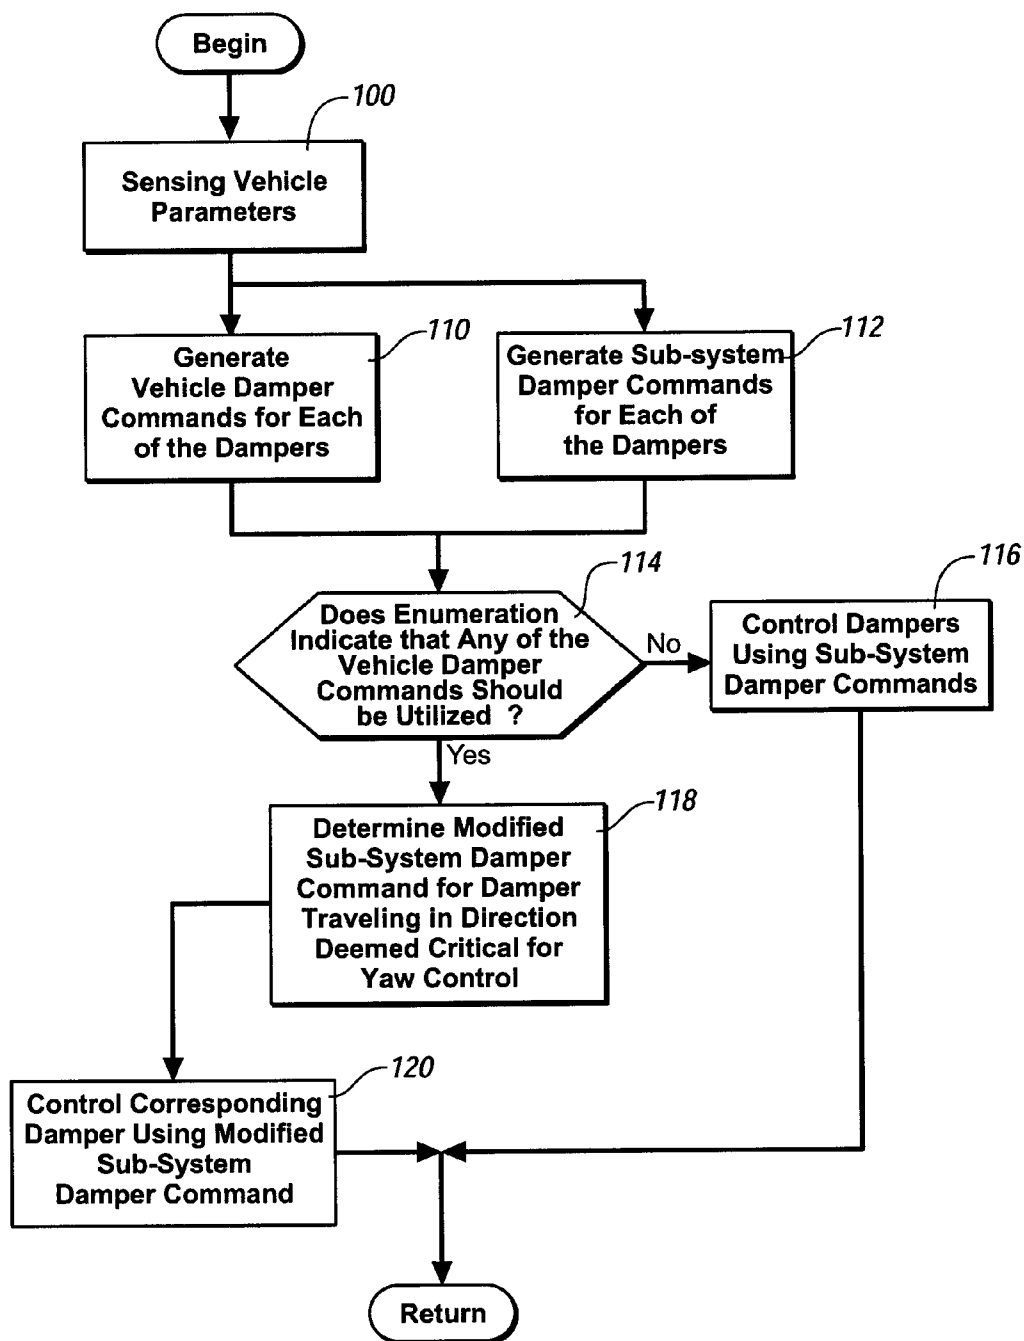 Begin
100
Sensing Vehicle
Parameters
110
Generate
Vehicle Damper
Commands for Each
of the Dampers
112
Generate Sub-system
Damper Commands
for Each of
the Dampers
114
Does Enumeration
Indicate that Any of the
Vehicle Damper
Commands Should
be Utilized ?
No
116
Control Dampers
Using Sub-System
Damper Commands
Yes
118
Determine Modified
Sub-System Damper
Command for Damper
Traveling in Direction
Deemed Critical for
Yaw Control
120
Control Corresponding
Damper Using Modified
Sub-System
Damper Command
Return